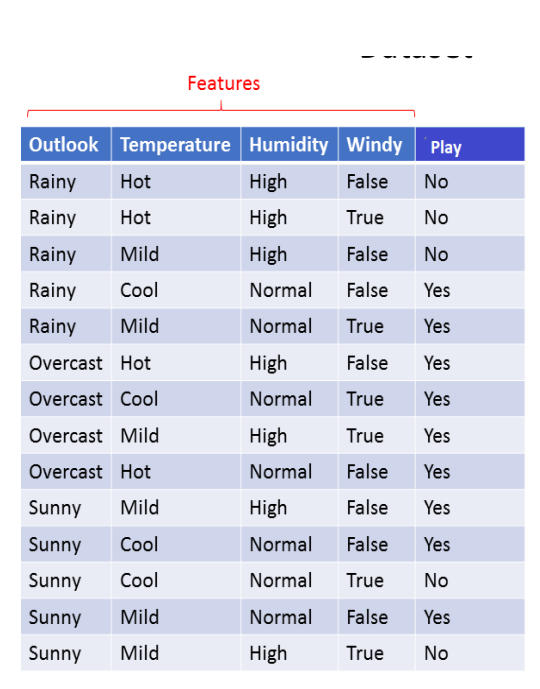 Features
Outlook Temperature Humidity Windy Play
Rainy Hot High False No
Rainy Hot High True No
Rainy Mild High False No
Rainy Cool Normal False Yes
Rainy Mild Normal True Yes
Overcast Hot High False Yes
Overcast Cool Normal True Yes
Overcast Mild High True Yes
Overcast Hot Normal False Yes
Sunny Mild High False Yes
Sunny Cool Normal False Yes
Sunny Cool Normal True No
Sunny Mild Normal False Yes
Sunny Mild High True No